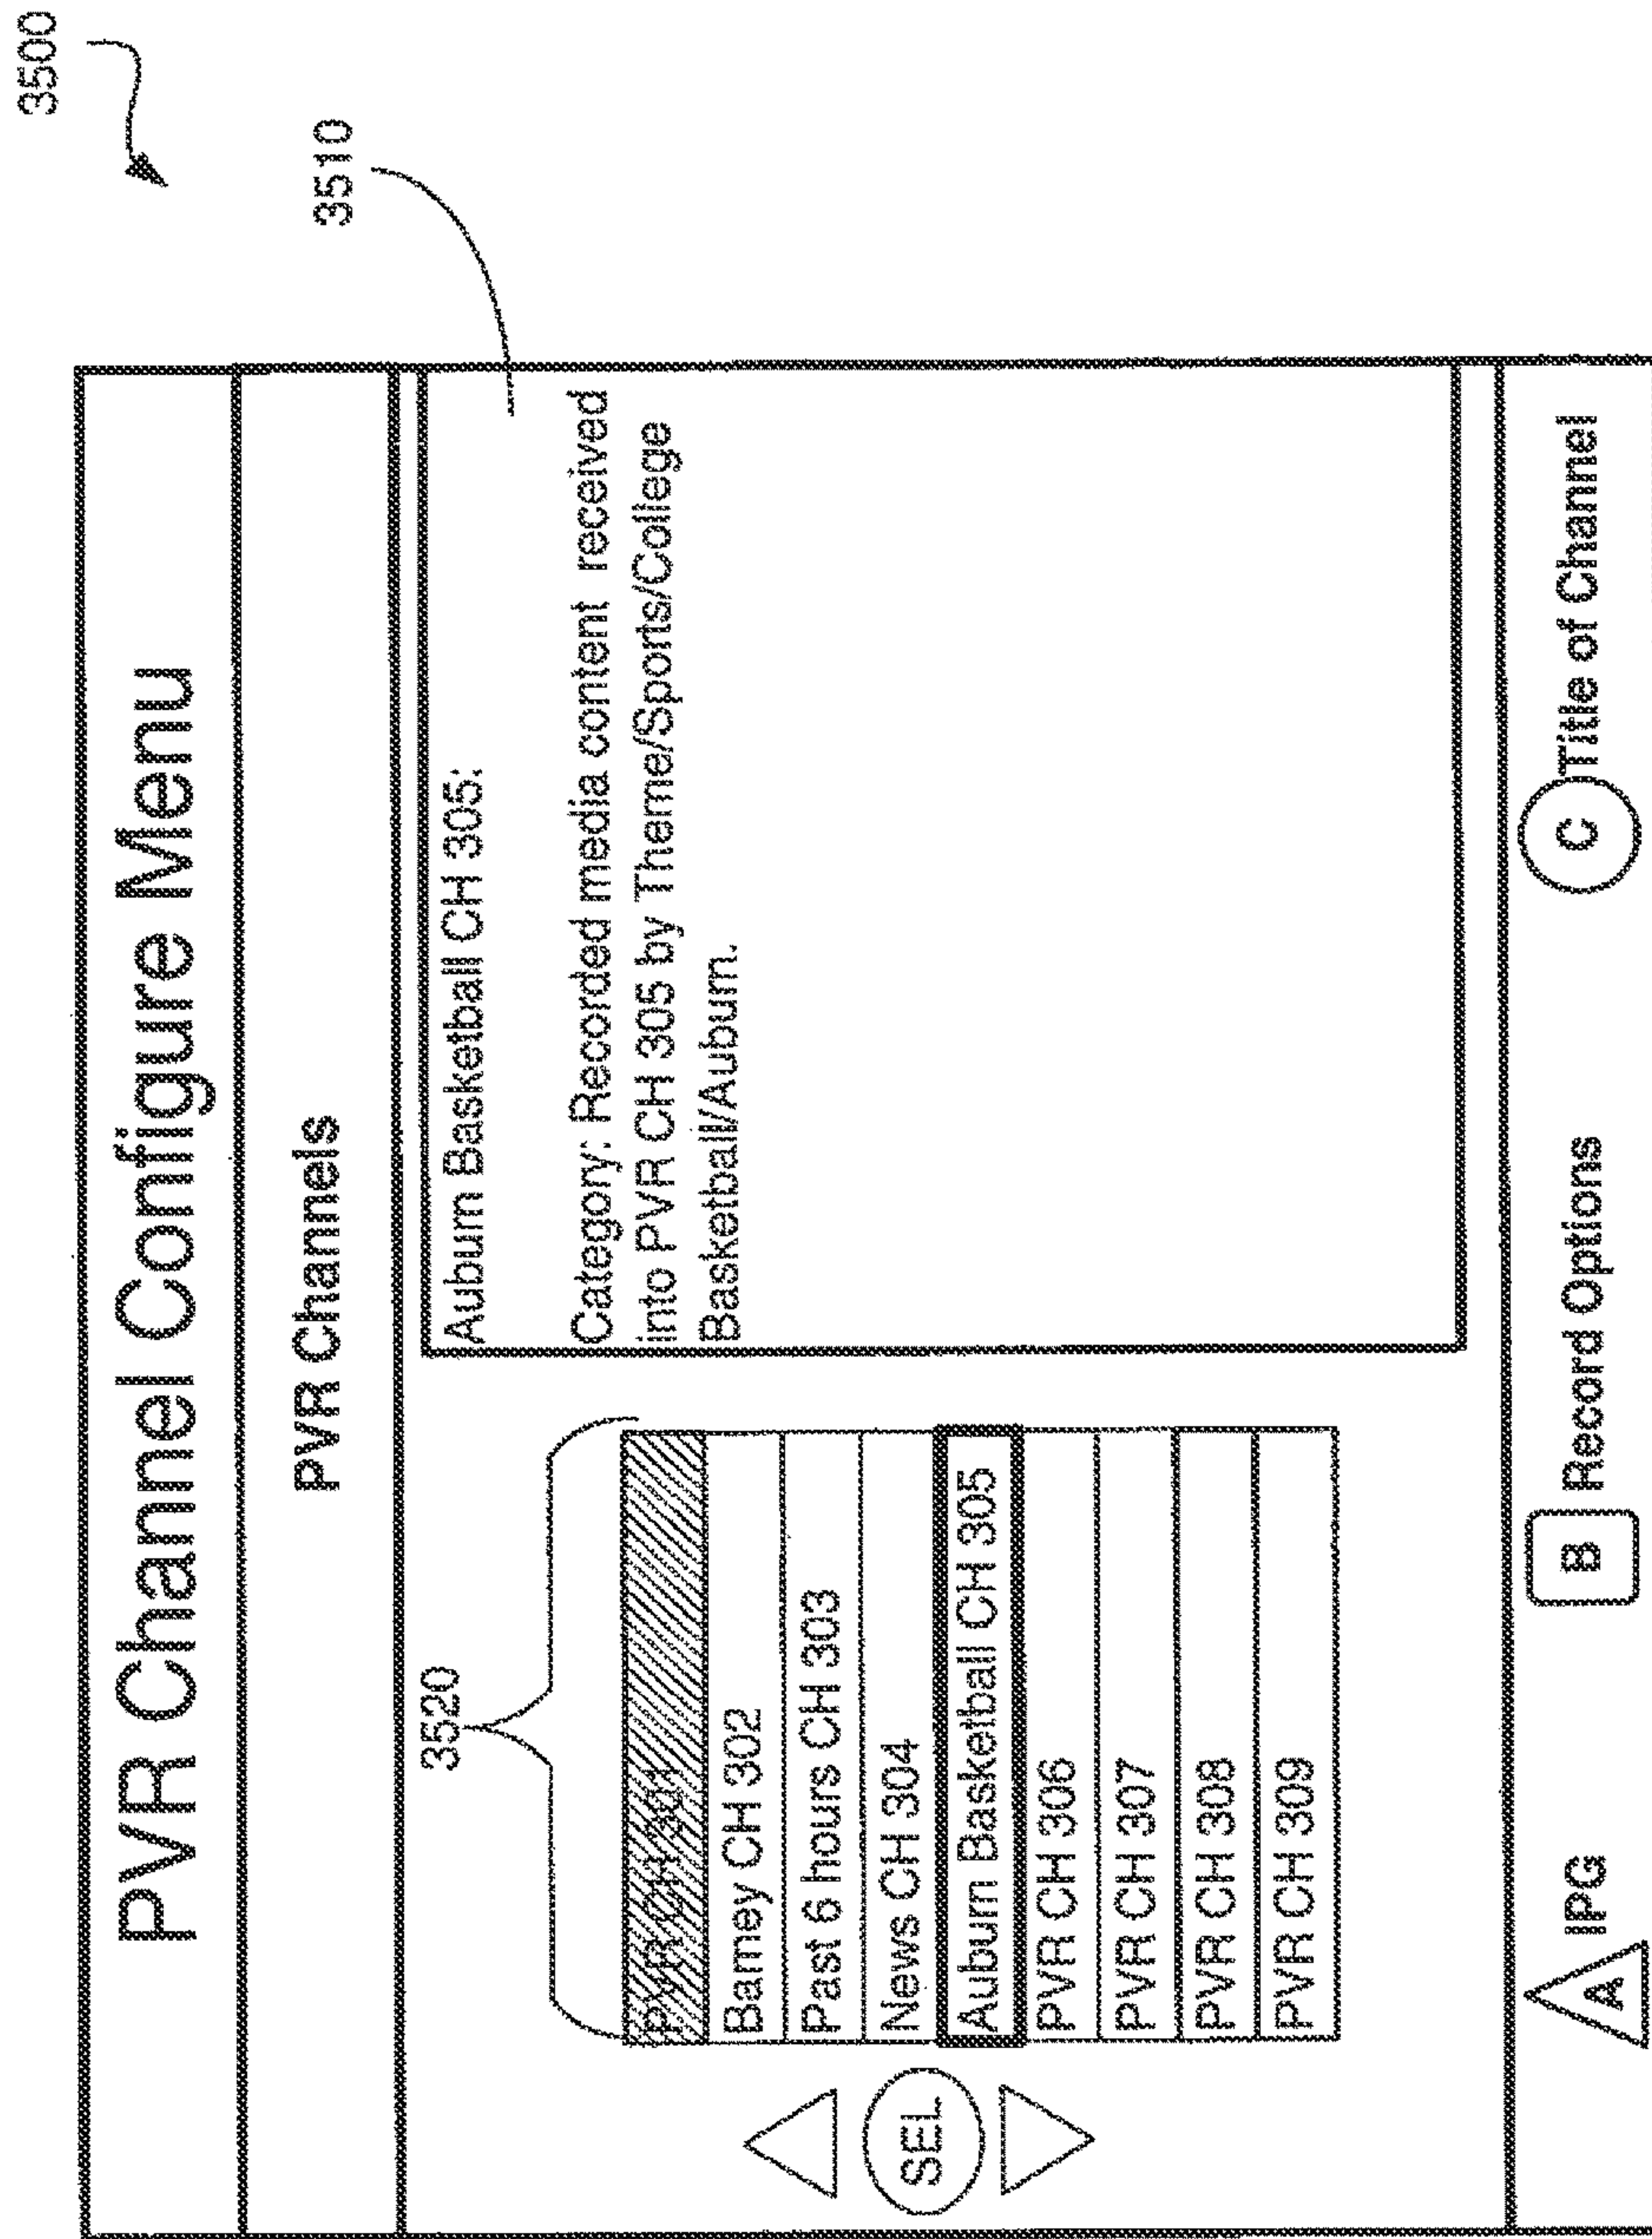 3500
PVR Channel Configure Menu
PVR Channels
3510
3520
PVR CH 301
Barney CH 302
Past 6 hours CH 303
News CH 304
Auburn Basketball CH 305
PVR CH 306
PVR CH 307
PVR CH 308
PVR CH 309
SEL
Auburn Basketball CH 305:
Category: Recorded media content received
into PVR CH 305 by Theme/Sports/College
Basketball/Auburn.
A IPG
B Record Options
C Title of Channel